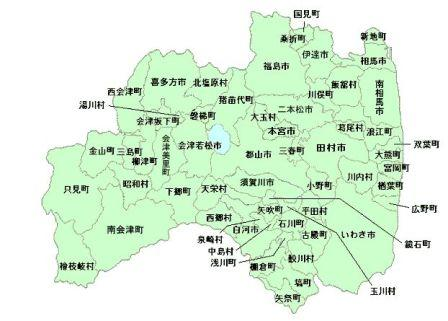 国見町
桑折町
新地町
伊達市
相馬市
福島市
喜多方市
北塩原村
飯舘村
西会津町
猪苗代町
川俣町
南相馬市
湯川村
二本松市
磐梯町
大玉村
葛尾村
浪江町
会津坂下町
本宮市
双葉町
会津美里町
会津若松市
田村市
大熊町
金山町
三島町
郡山市
三春町
富岡町
柳津町
川内村
楢葉町
昭和村
須賀川市
小野町
只見町
下郷町
天栄村
広野町
矢吹町
平田村
西郷村
石川町
南会津町
白河市
古殿町
いわき市
鏡石町
泉崎村
中島村
浅川町
鮫川村
棚倉町
檜枝岐村
塙町
玉川村
矢祭町